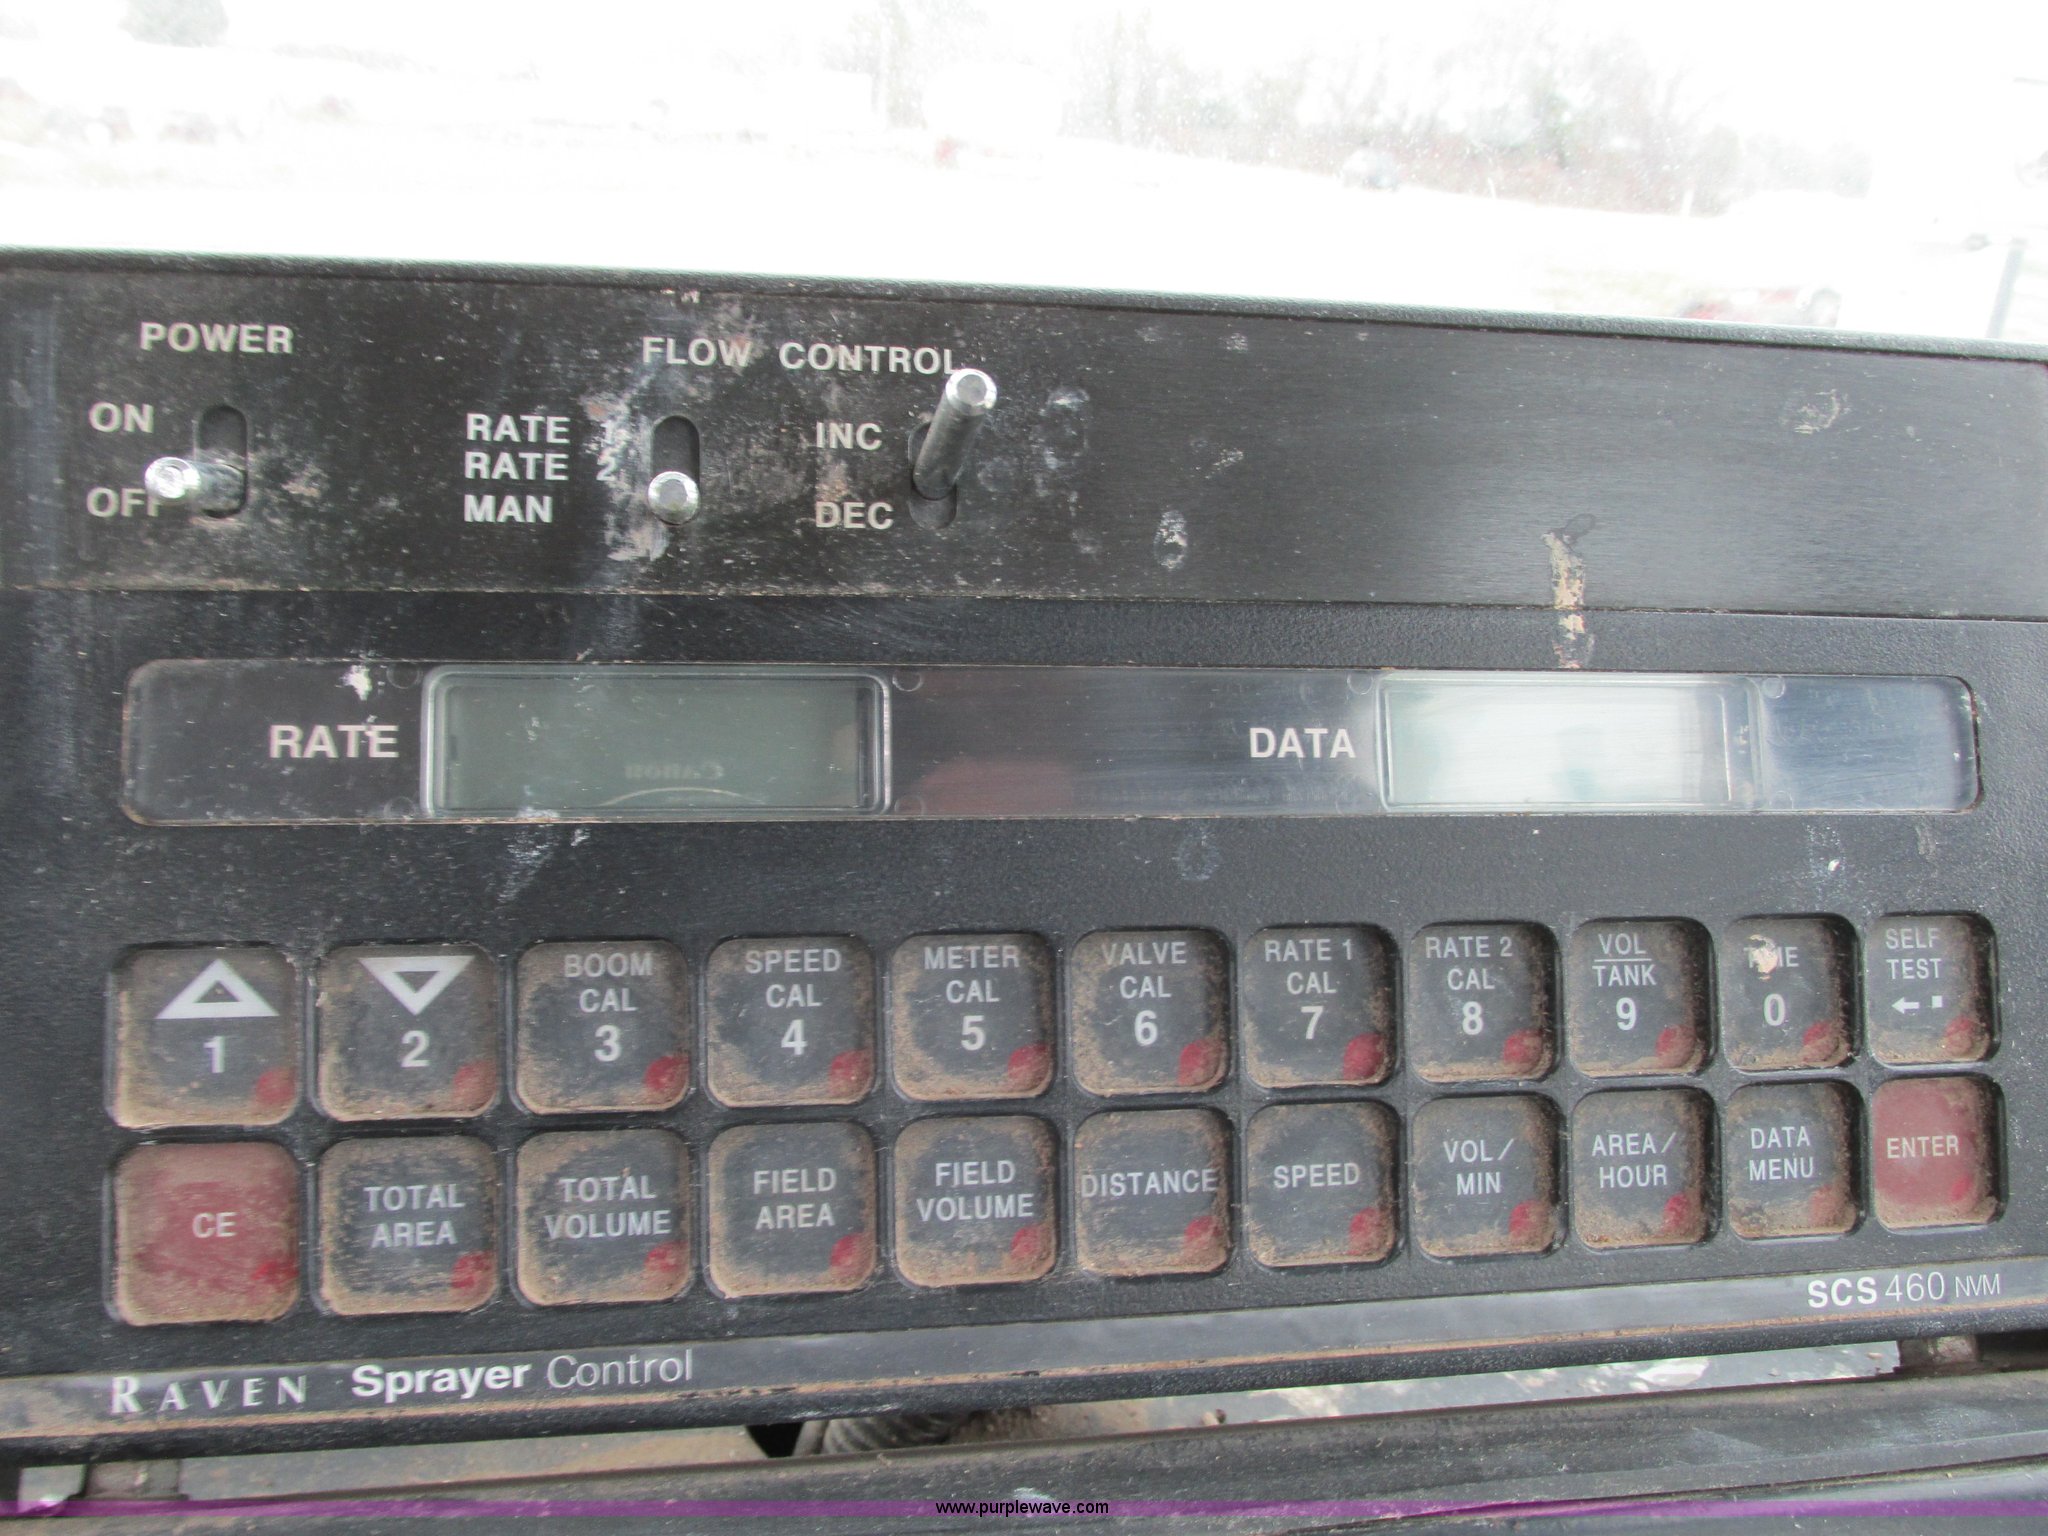 POWER
FLOW CONTROL
ON
OFF
RATE 1
RATE 2
MAN
INC
DEC
RATE
Canon
DATA
1
2
BOOM
CAL
3
SPEED
CAL
4
METER
CAL
5
VALVE
CAL
6
RATE 1
CAL
7
RATE 2
CAL
8
VOL
TANK
9
TIME
0
SELF
TEST
← ·
CE
TOTAL
AREA
TOTAL
VOLUME
FIELD
AREA
FIELD
VOLUME
DISTANCE
SPEED
VOL/
MIN
AREA/
HOUR
DATA
MENU
ENTER
SCS 460 NVM
RAVEN Sprayer Control
www.purplewave.com